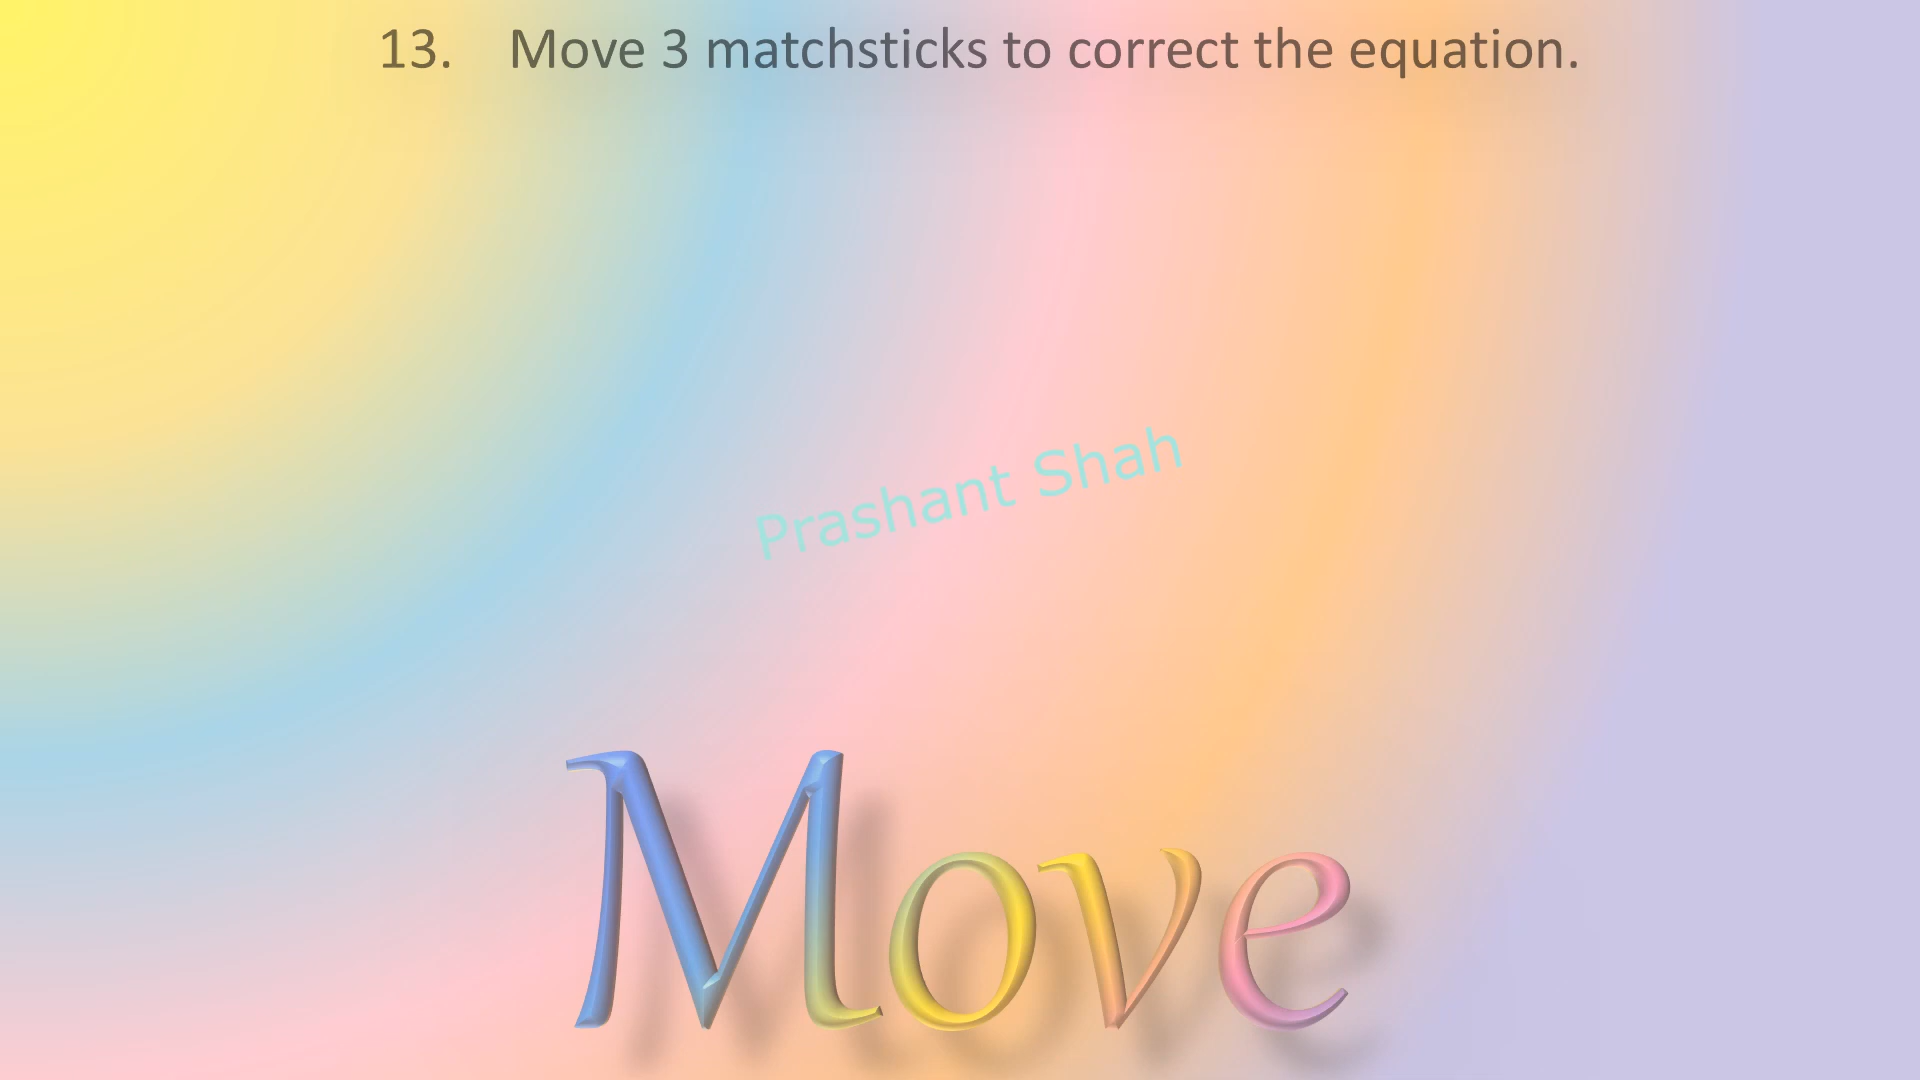 13. Move 3 matchsticks to correct the equation.
Prashant Shah
Move